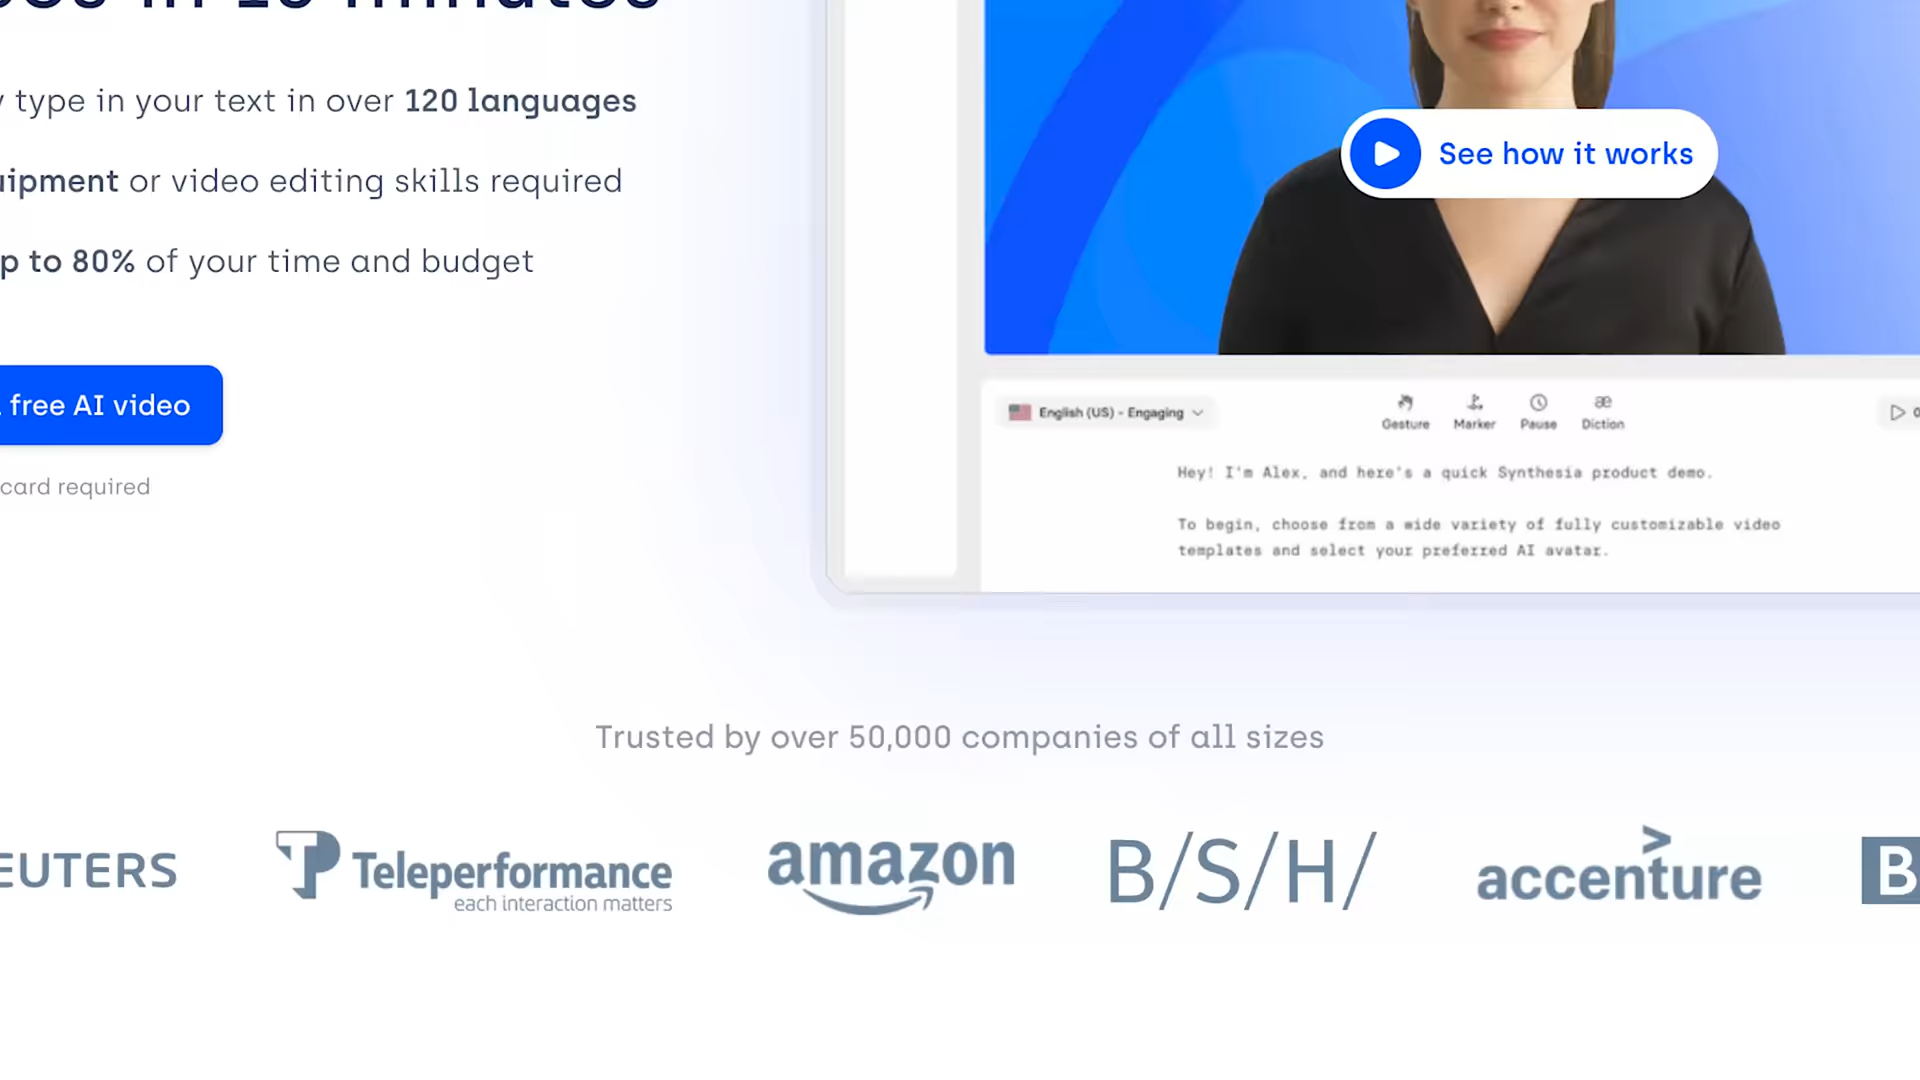 in 10 minutes
type in your text in over 120 languages
or video editing skills required
to 80% of your time and budget
free AI video
card required
See how it works
English (US) - Engaging
Gesture
Marker
Pause
æ
Diction
Hey! I'm Alex, and here's a quick Synthesia product demo.
To begin, choose from a wide variety of fully customizable video
templates and select your preferred AI avatar.
Trusted by over 50,000 companies of all sizes
EUTERS
Teleperformance
each interaction matters
amazon
B/S/H/
accenture
B